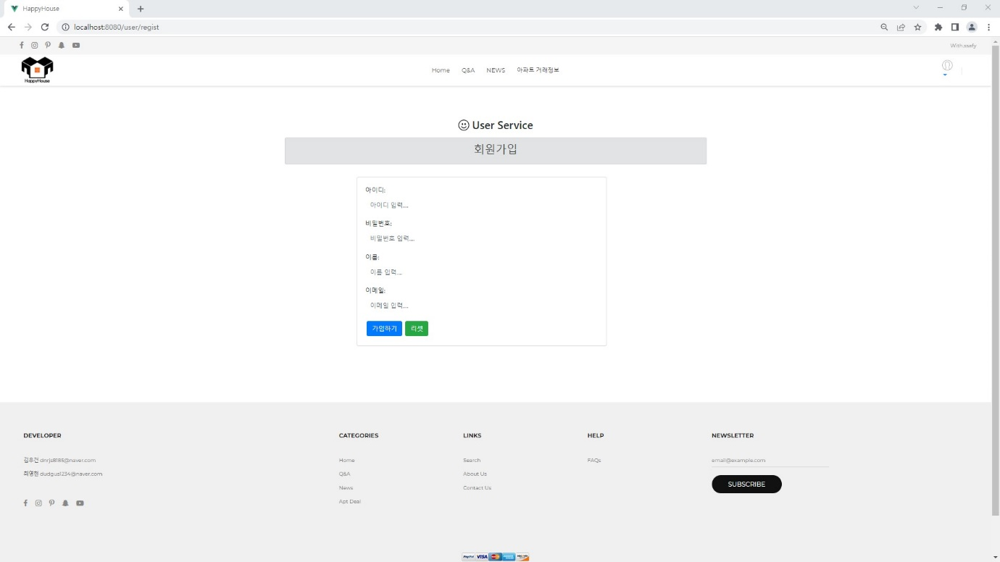 HappyHouse
localhost:8080/user/regist
With.ssafy
HappyHouse
Home Q&A NEWS 아파트 거래정보
User Service
회원가입
아이디:
아이디 입력....
비밀번호:
비밀번호 입력....
이름:
이름 입력....
이메일:
이메일 입력....
가입하기 리셋
DEVELOPER CATEGORIES LINKS HELP NEWSLETTER
김우건 dnrjs8185@naver.com Home Search FAQs email@example.com
최영현 dudgus1234@naver.com Q&A About Us
SUBSCRIBE
News Contact Us
Apt Deal
PayPal VISA